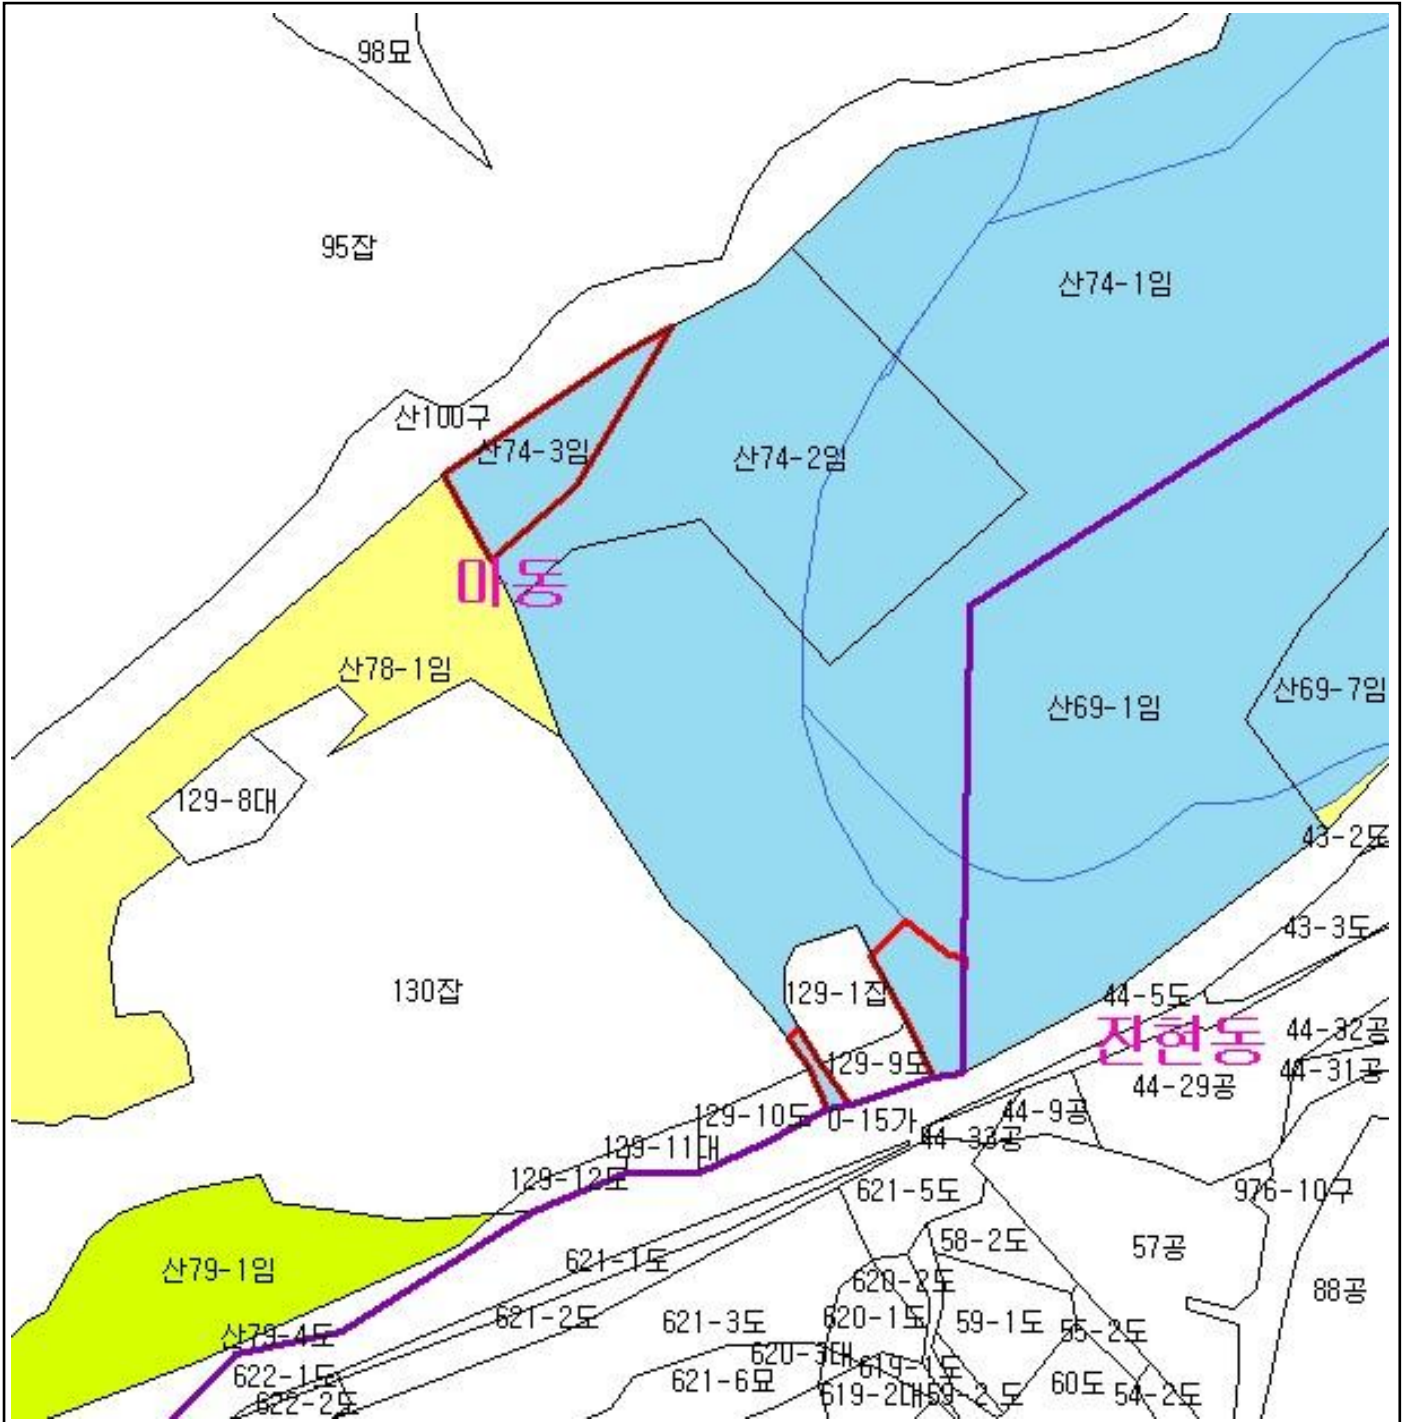 98묘
95잡
산74-1임
산100구
산74-3임
산74-2임
마동
산78-1임
산69-7임
산69-1임
129-8대
43-2도
43-3도
130잡
129-1잡
44-5도
44-32공
진현동
129-9도
44-31공
44-29공
129-10도
0-15가
44-9공
44-33공
129-11대
129-12도
621-5도
976-10구
58-2도
57공
621-1도
산79-1임
620-2도
88공
621-2도
621-3도
620-1도
59-1도
55-2도
산79-4도
620-3대
619-1도
622-1도
621-6묘
60도
619-2대
59-2도
54-2도
622-2도